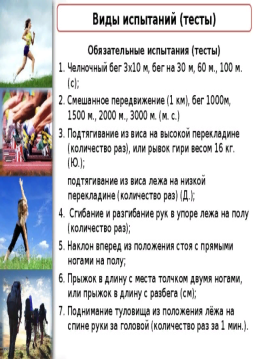 Виды испытаний (тесты)
Обязательные испытания (тесты)
1. Челночный бег 3х10 м, бег на 30 м, 60 м., 100 м.
(с);
2. Смешанное передвижение (1 км), бег 1000м,
1500 м., 2000 м., 3000 м. (м. с.)
3. Подтягивание из виса на высокой перекладине
(количество раз), или рывок гири весом 16 кг.
(Ю.);
подтягивание из виса лежа на низкой
перекладине (количество раз) (Д.);
4. Сгибание и разгибание рук в упоре лежа на полу
(количество раз);
5. Наклон вперед из положения стоя с прямыми
ногами на полу;
6. Прыжок в длину с места толчком двумя ногами,
или прыжок в длину с разбега (см);
7. Поднимание туловища из положения лёжа на
спине руки за головой (количество раз за 1 мин.).